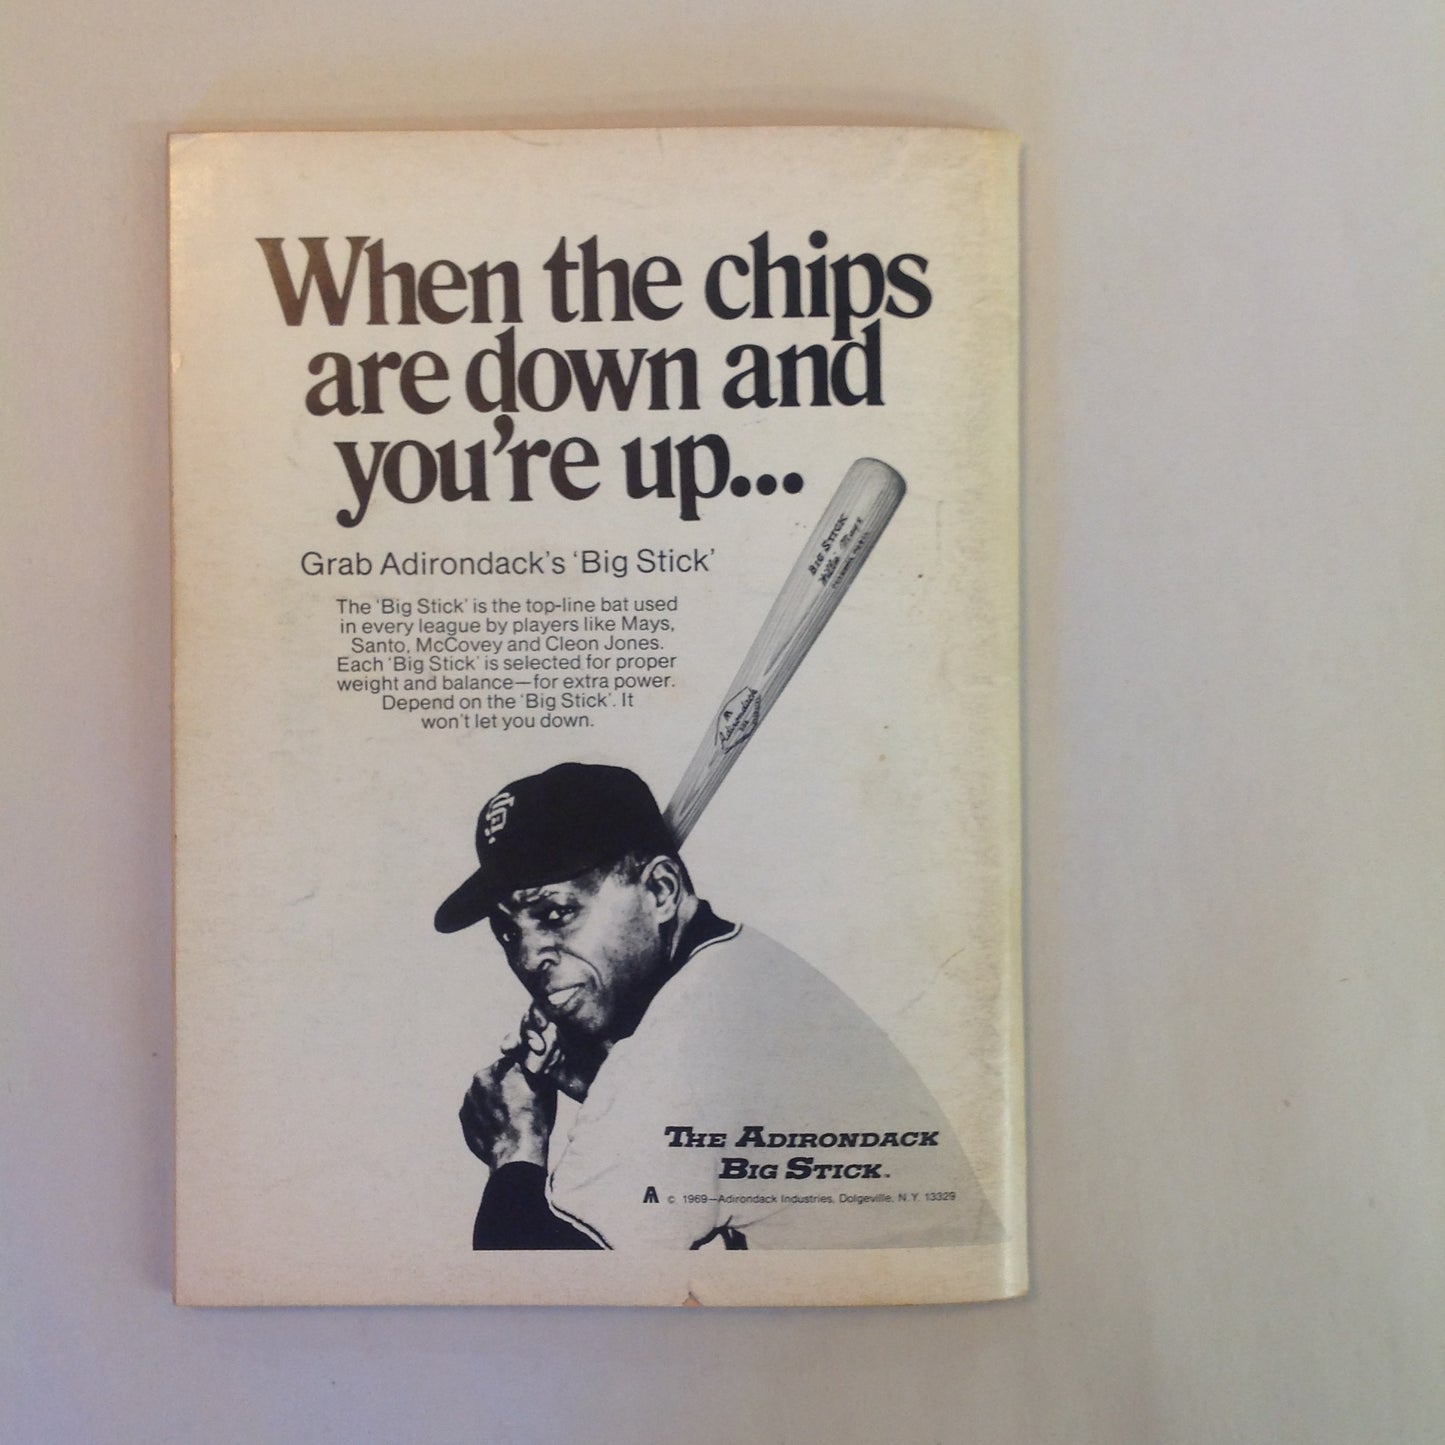 When the chips
are down and
you're up...
Grab Adirondack's 'Big Stick'
The 'Big Stick' is the top-line bat used
in every league by players like Mays,
Santo, McCovey and Cleon Jones.
Each 'Big Stick' is selected for proper
weight and balance—for extra power.
Depend on the 'Big Stick'. It
won't let you down.
BIG STICK
Willie Mays
Adirondack
SF
THE ADIRONDACK
BIG STICK™
© 1969—Adirondack Industries, Dolgeville, N.Y. 13329